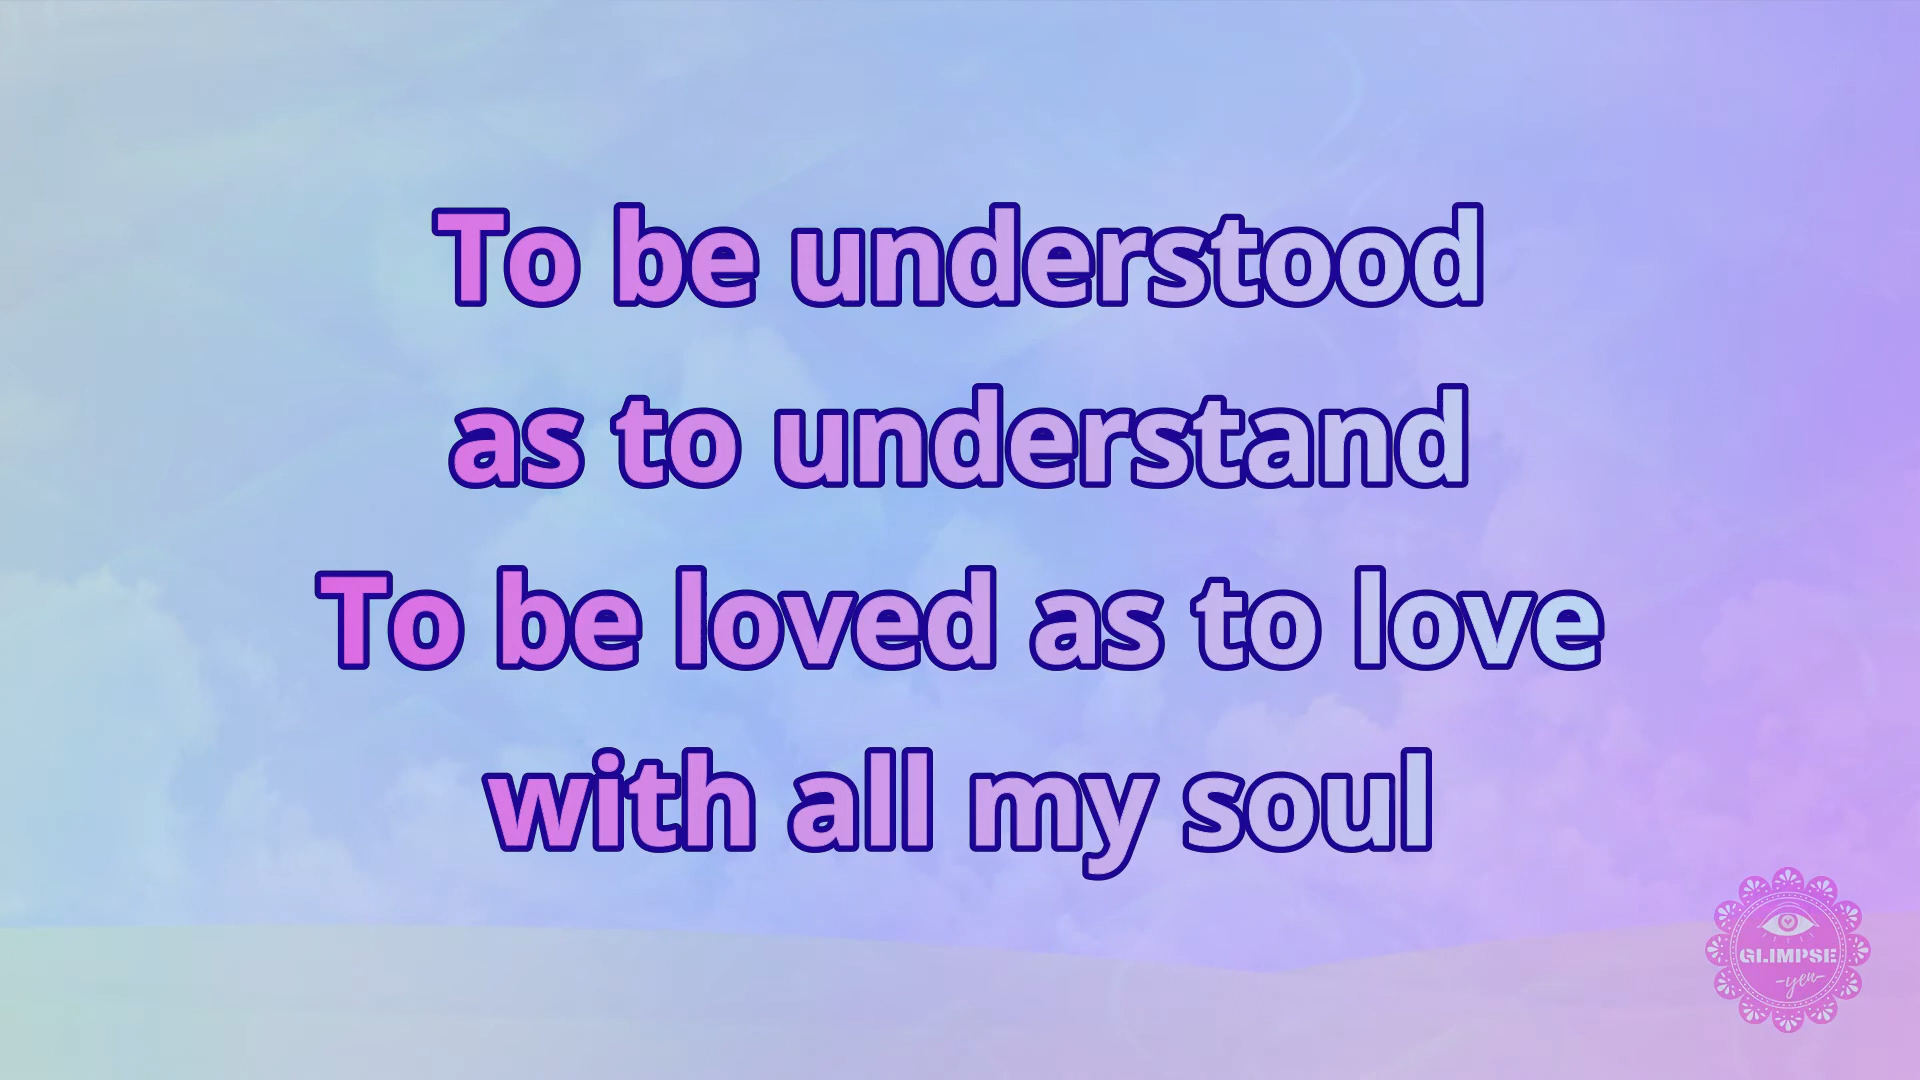 To be understood
as to understand
To be loved as to love
with all my soul
GLIMPSE
-yen-